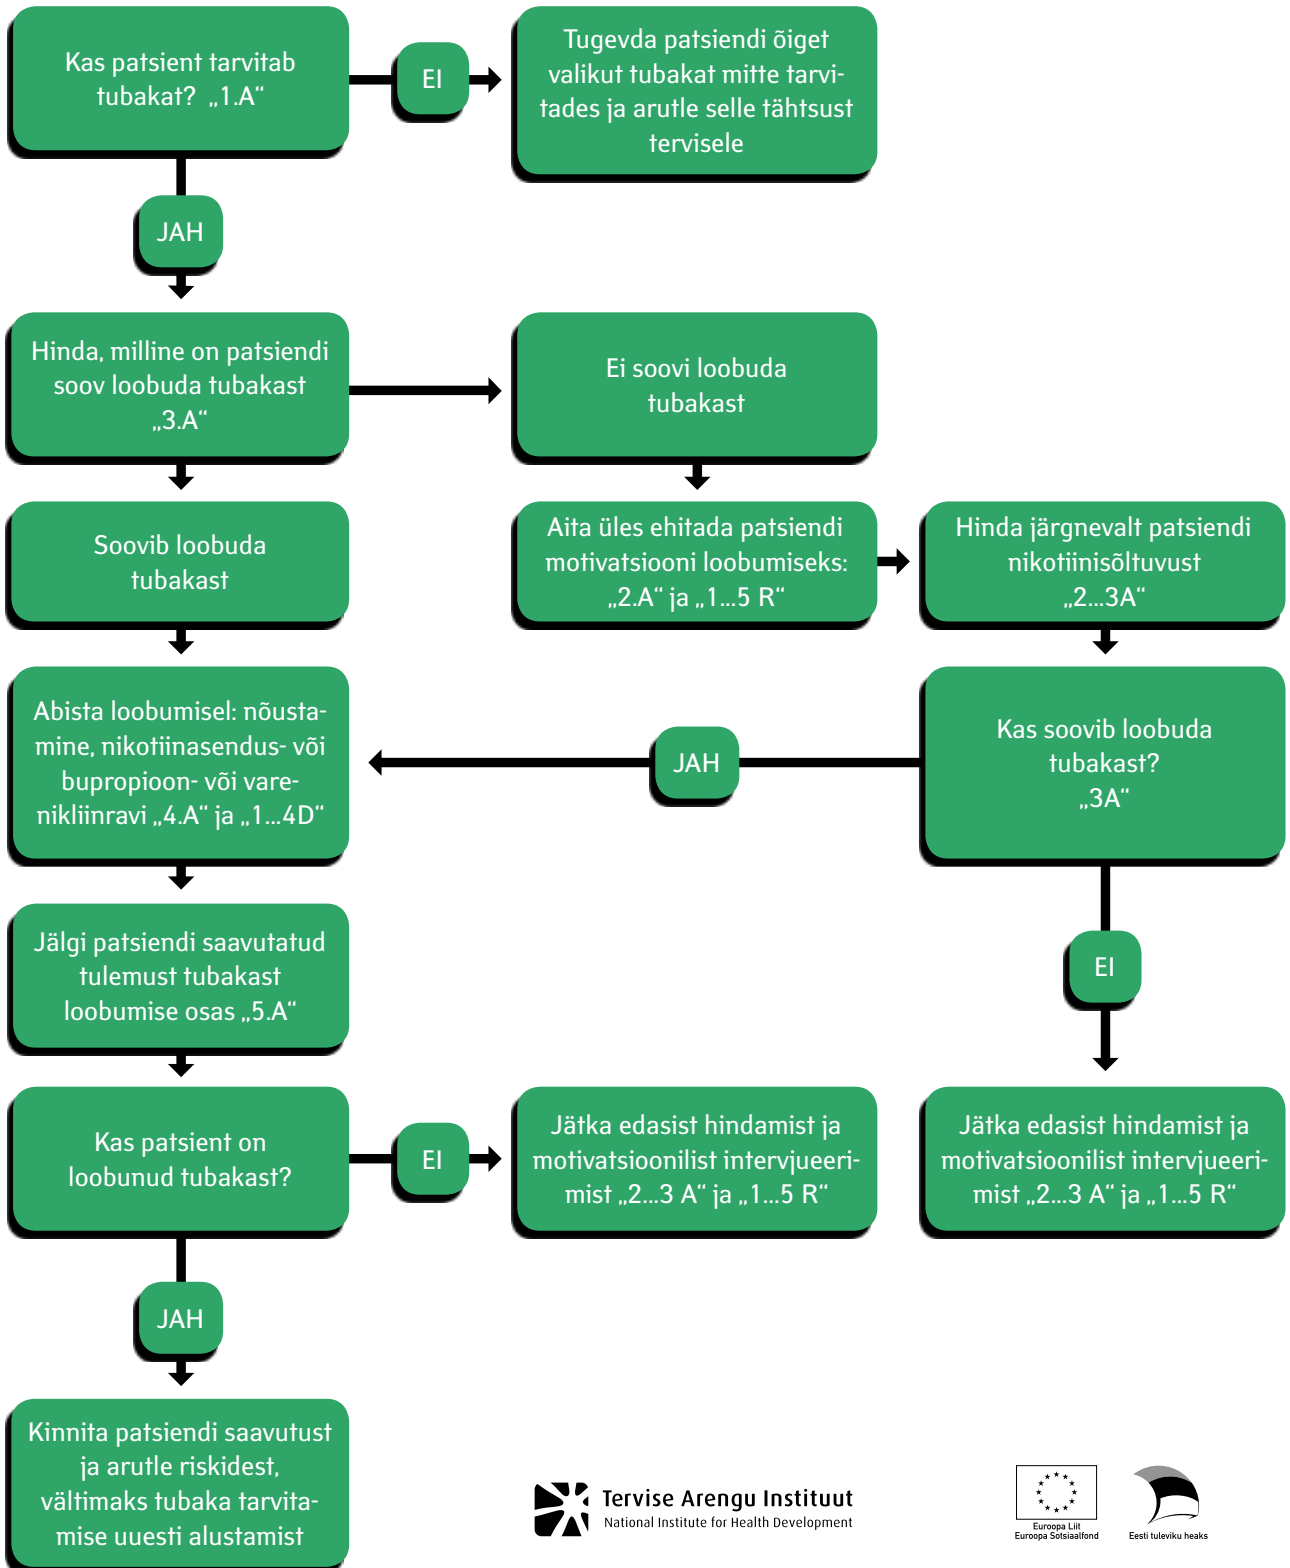 Kas patsient tarvitab
tubakat? „1.A“
EI
Tugevda patsiendi õiget
valikut tubakat mitte tarvi-
tades ja arutle selle tähtsust
tervisele
JAH
Hinda, milline on patsiendi
soov loobuda tubakast
„3.A“
Ei soovi loobuda
tubakast
Soovib loobuda
tubakast
Aita üles ehitada patsiendi
motivatsiooni loobumiseks:
„2.A“ ja „1...5 R“
Hinda järgnevalt patsiendi
nikotiinisõltuvust
„2...3A“
Abista loobumisel: nõusta-
mine, nikotiinasendus- või
bupropioon- või vare-
nikliinravi „4.A“ ja „1...4D“
JAH
Kas soovib loobuda
tubakast?
„3A“
Jälgi patsiendi saavutatud
tulemust tubakast
loobumise osas „5.A“
EI
Kas patsient on
loobunud tubakast?
EI
Jätka edasist hindamist ja
motivatsioonilist intervjueeri-
mist „2...3 A“ ja „1...5 R“
Jätka edasist hindamist ja
motivatsioonilist intervjueeri-
mist „2...3 A“ ja „1...5 R“
JAH
Kinnita patsiendi saavutust
ja arutle riskidest,
vältimaks tubaka tarvita-
mise uuesti alustamist
Tervise Arengu Instituut
National Institute for Health Development
Euroopa Liit
Euroopa Sotsiaalfond
Eesti tuleviku heaks